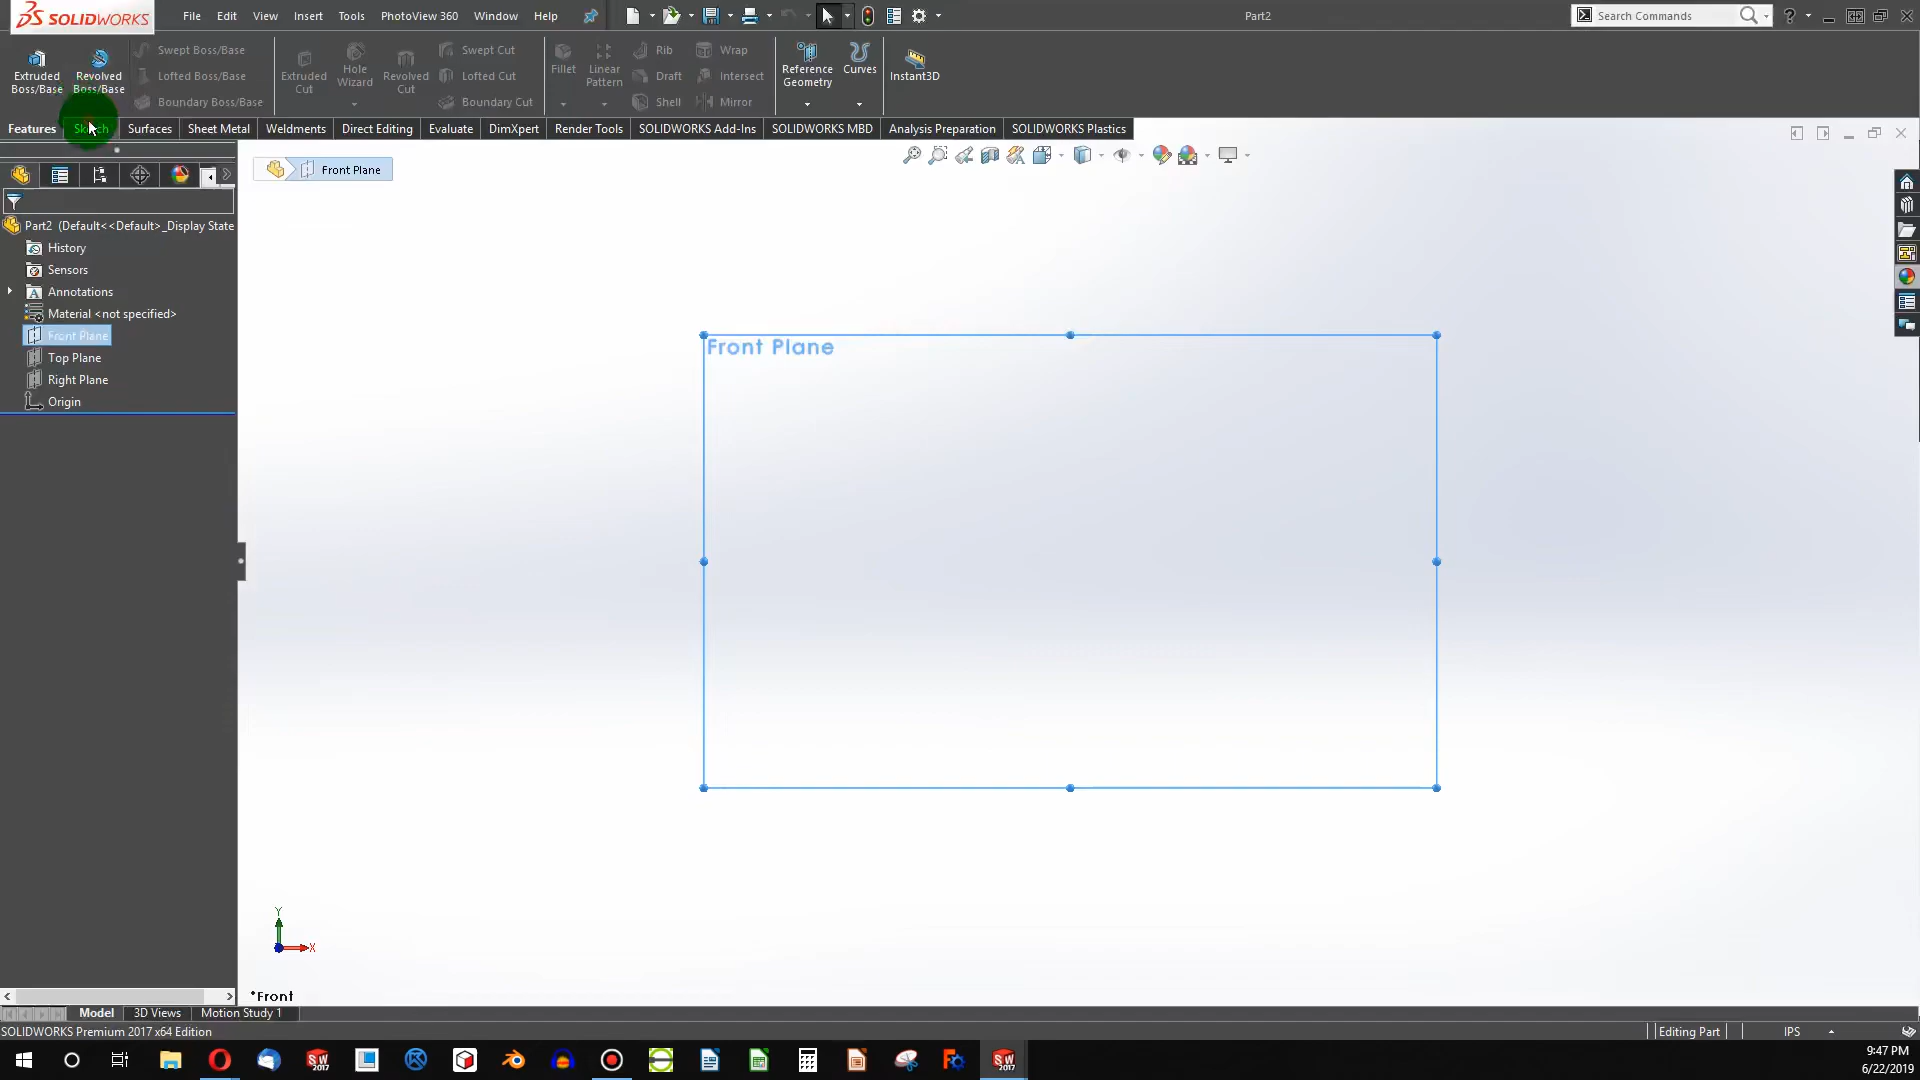 SOLIDWORKS File Edit View Insert Tools PhotoView 360 Window Help Part2 Search Commands
Extruded Boss/Base Revolved Boss/Base Swept Boss/Base Lofted Boss/Base Boundary Boss/Base Extruded Cut Hole Wizard Revolved Cut Swept Cut Lofted Cut Boundary Cut Fillet Linear Pattern Rib Draft Shell Wrap Intersect Mirror Reference Geometry Curves Instant3D
Features Sketch Surfaces Sheet Metal Weldments Direct Editing Evaluate DimXpert Render Tools SOLIDWORKS Add-Ins SOLIDWORKS MBD Analysis Preparation SOLIDWORKS Plastics
Front Plane
Part2 (Default<<Default>_Display State
History
Sensors
Annotations
Material <not specified>
Front Plane
Top Plane
Right Plane
Origin
Front Plane
Y
X
*Front
Model 3D Views Motion Study 1
SOLIDWORKS Premium 2017 x64 Edition Editing Part IPS
9:47 PM
6/22/2019